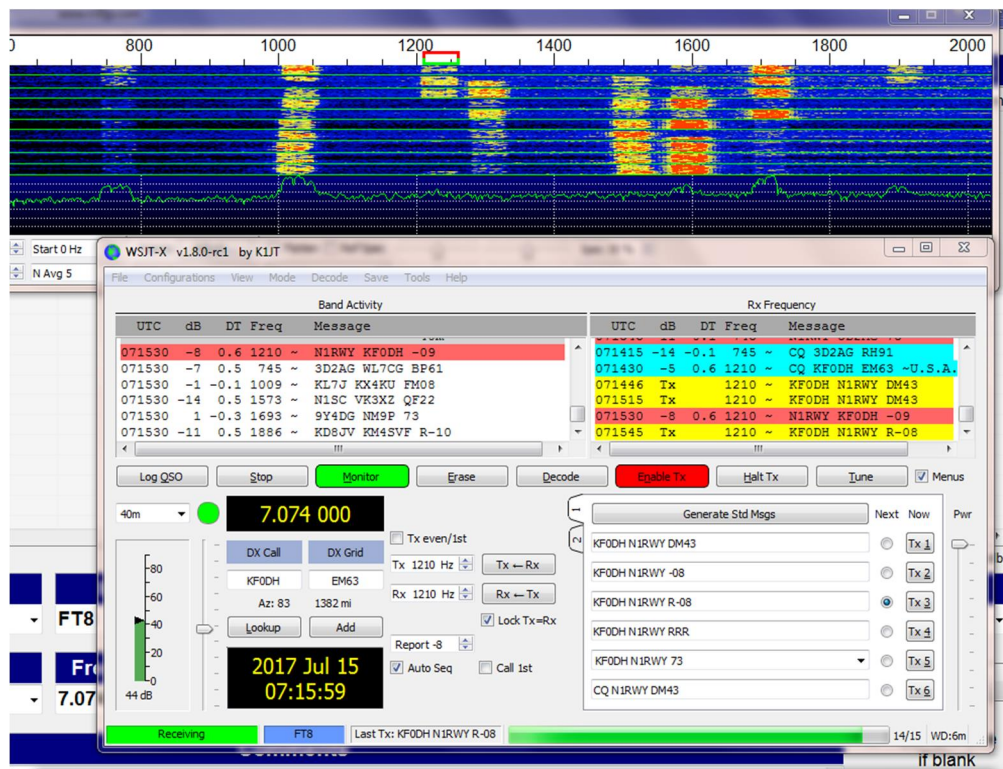 800 1000 1200 1400 1600 1800 2000
Start 0 Hz
N Avg 5
WSJT-X v1.8.0-rc1 by K1JT
File Configurations View Mode Decode Save Tools Help
Band Activity
UTC dB DT Freq Message
071530 -8 0.6 1210 ~ N1RWY KF0DH -09
071530 -7 0.5 745 ~ 3D2AG WL7CG BP61
071530 -1 -0.1 1009 ~ KL7J KX4KU FM08
071530 -14 0.5 1573 ~ N1SC VK3XZ QF22
071530 1 -0.3 1693 ~ 9Y4DG NM9P 73
071530 -11 0.5 1886 ~ KD8JV KM4SVF R-10
Rx Frequency
UTC dB DT Freq Message
071415 -14 -0.1 745 ~ CQ 3D2AG RH91
071430 -5 0.6 1210 ~ CQ KF0DH EM63 ~U.S.A.
071446 Tx 1210 ~ KF0DH N1RWY DM43
071515 Tx 1210 ~ KF0DH N1RWY DM43
071530 -8 0.6 1210 ~ N1RWY KF0DH -09
071545 Tx 1210 ~ KF0DH N1RWY R-08
Log QSO Stop Monitor Erase Decode Enable Tx Halt Tx Tune Menus
40m
7.074 000
DX Call DX Grid
KF0DH EM63
Az: 83 1382 mi
Lookup Add
2017 Jul 15
07:15:59
-80
-60
-40
-20
-0
44 dB
Tx even/1st
Tx 1210 Hz Tx ← Rx
Rx 1210 Hz Rx ← Tx
Lock Tx=Rx
Report -8
Auto Seq Call 1st
1
2
Generate Std Msgs Next Now Pwr
KF0DH N1RWY DM43 Tx 1
KF0DH N1RWY -08 Tx 2
KF0DH N1RWY R-08 Tx 3
KF0DH N1RWY RRR Tx 4
KF0DH N1RWY 73 Tx 5
CQ N1RWY DM43 Tx 6
Receiving FT8 Last Tx: KF0DH N1RWY R-08 14/15 WD:6m
FT8
7.07
if blank